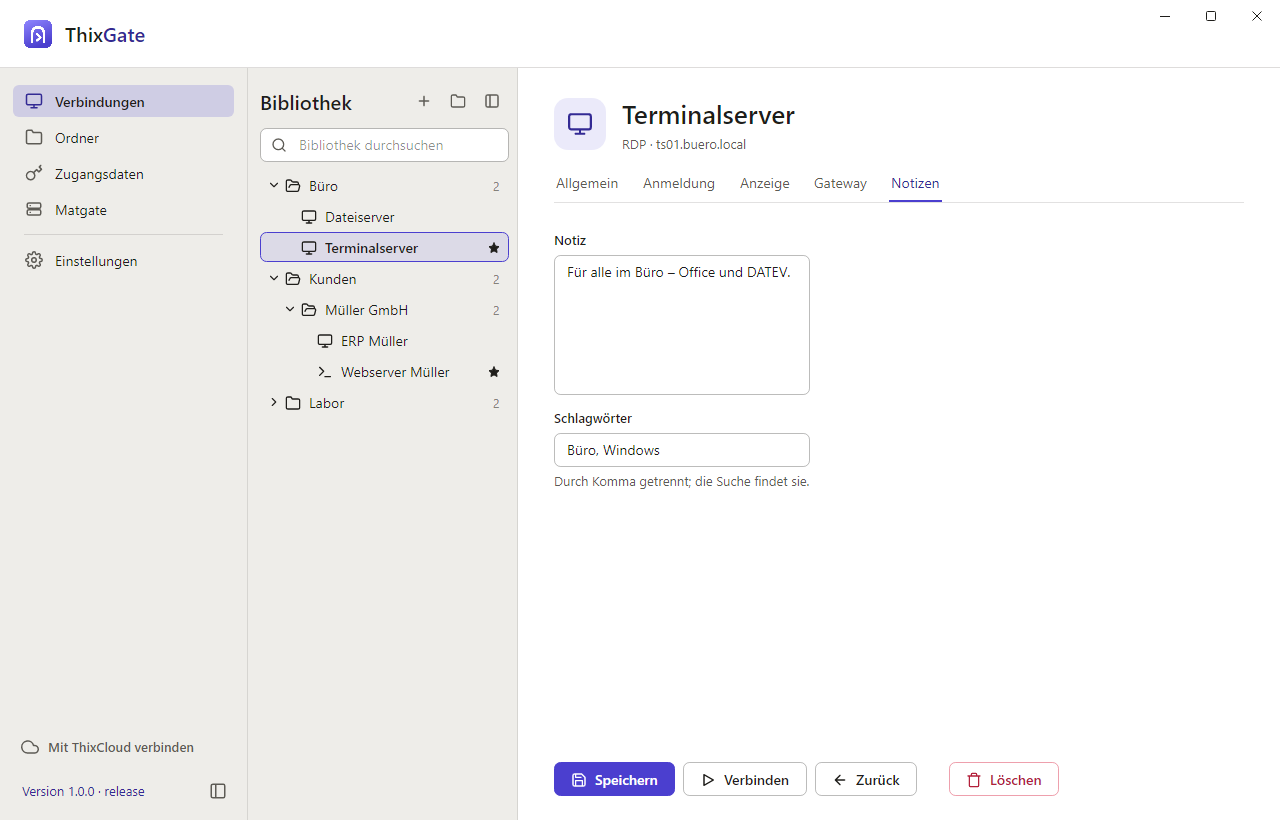 ThixGate
Verbindungen
Ordner
Zugangsdaten
Matgate
Einstellungen
Mit ThixCloud verbinden
Version 1.0.0 · release
Bibliothek
Bibliothek durchsuchen
Büro 2
Dateiserver
Terminalserver
Kunden 2
Müller GmbH 2
ERP Müller
Webserver Müller
Labor 2
Terminalserver
RDP · ts01.buero.local
Allgemein Anmeldung Anzeige Gateway Notizen
Notiz
Für alle im Büro – Office und DATEV.
Schlagwörter
Büro, Windows
Durch Komma getrennt; die Suche findet sie.
Speichern Verbinden Zurück Löschen